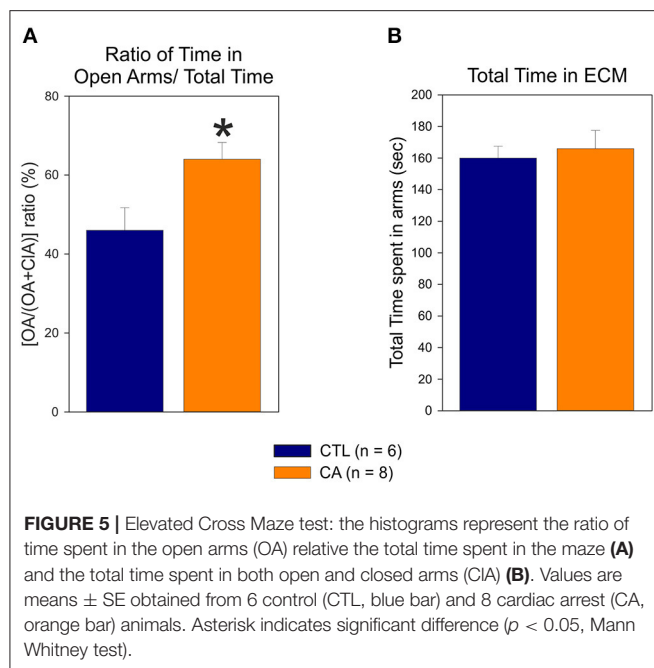 A
Ratio of Time in
Open Arms/ Total Time
[OA/(OA+ClA)] ratio (%)
80
60
40
20
0
*
B
Total Time in ECM
Total Time spent in arms (sec)
200
180
160
140
120
100
80
60
40
20
0
CTL (n = 6)
CA (n = 8)
FIGURE 5 | Elevated Cross Maze test: the histograms represent the ratio of
time spent in the open arms (OA) relative the total time spent in the maze (A)
and the total time spent in both open and closed arms (ClA) (B). Values are
means ± SE obtained from 6 control (CTL, blue bar) and 8 cardiac arrest (CA,
orange bar) animals. Asterisk indicates significant difference (p < 0.05, Mann
Whitney test).